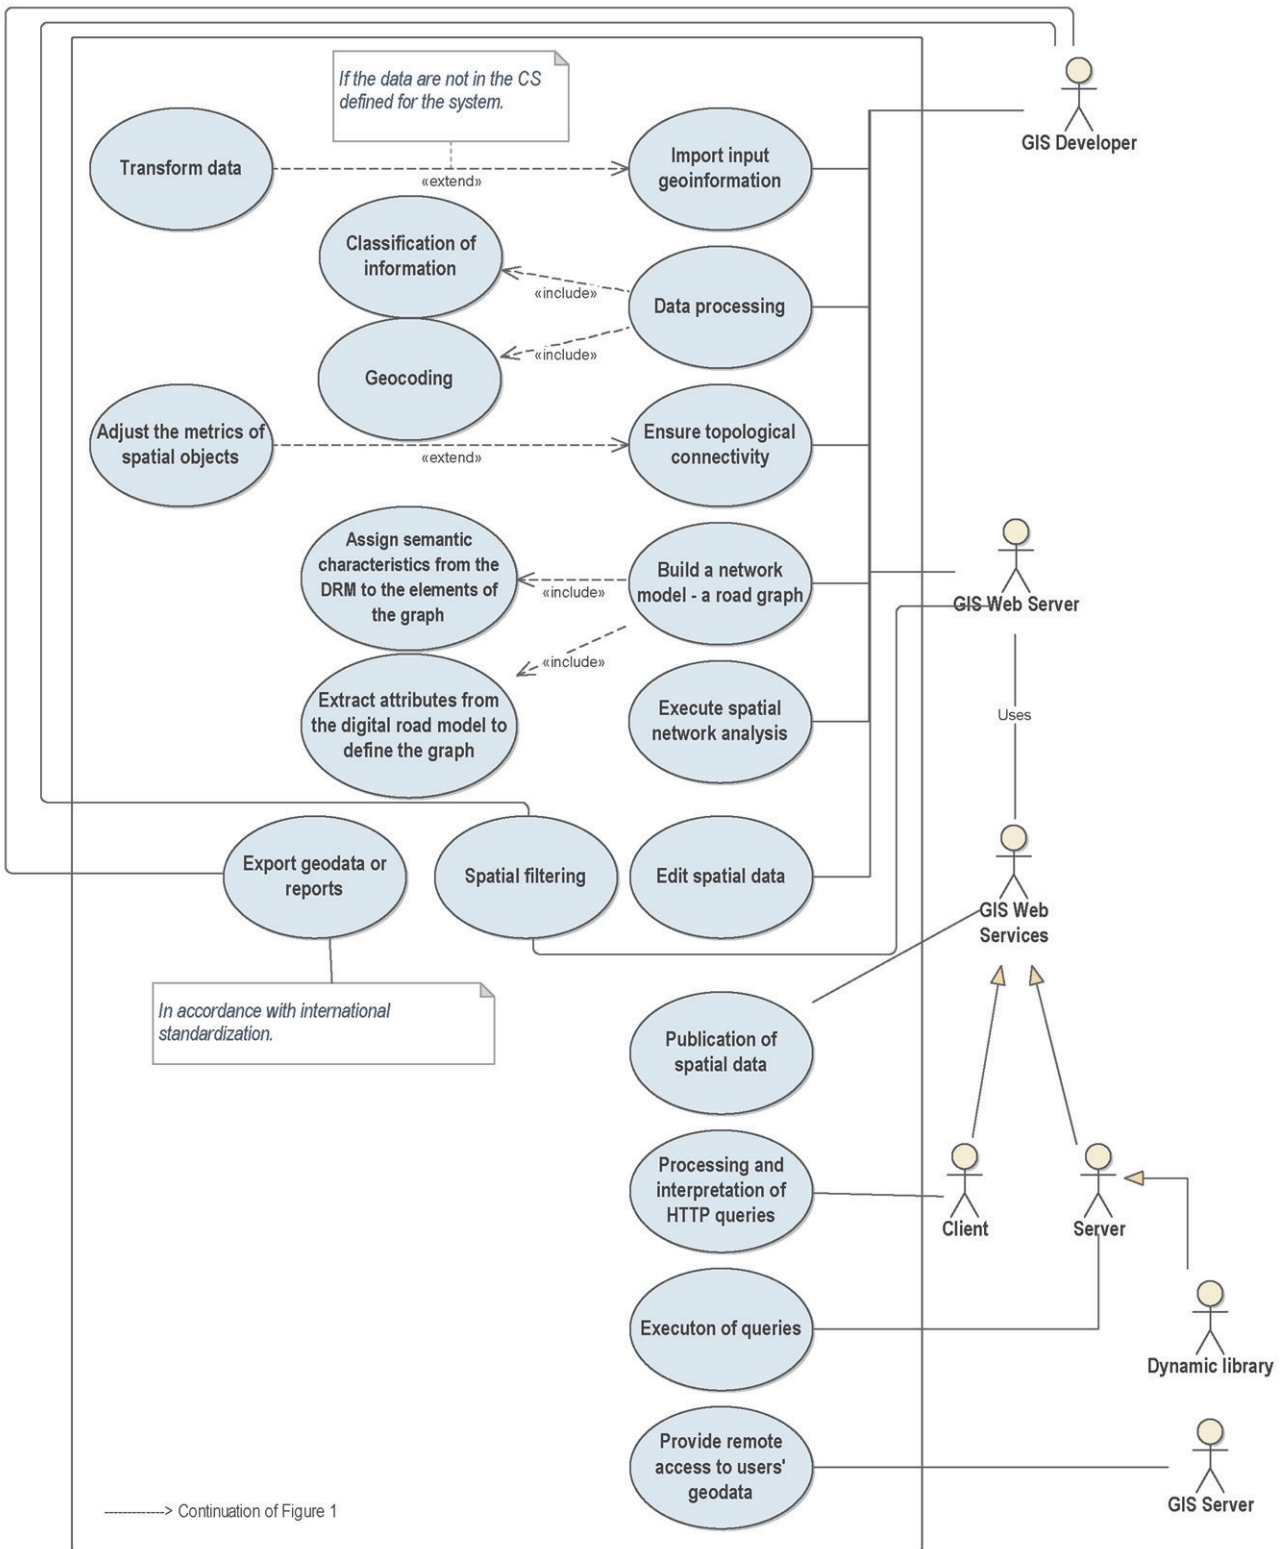 If the data are not in the CS
defined for the system.
GIS Developer
Transform data
«extend»
Import input
geoinformation
Classification of
information
«include»
Data processing
«include»
Geocoding
Adjust the metrics of
spatial objects
«extend»
Ensure topological
connectivity
Assign semantic
characteristics from the
DRM to the elements of
the graph
«include»
Build a network
model - a road graph
GIS Web Server
«include»
Extract attributes from
the digital road model to
define the graph
Execute spatial
network analysis
Uses
Export geodata or
reports
Spatial filtering
Edit spatial data
GIS Web
Services
In accordance with international
standardization.
Publication of
spatial data
Processing and
interpretation of
HTTP queries
Client
Server
Executon of queries
Dynamic library
Provide remote
access to users'
geodata
GIS Server
-------------> Continuation of Figure 1